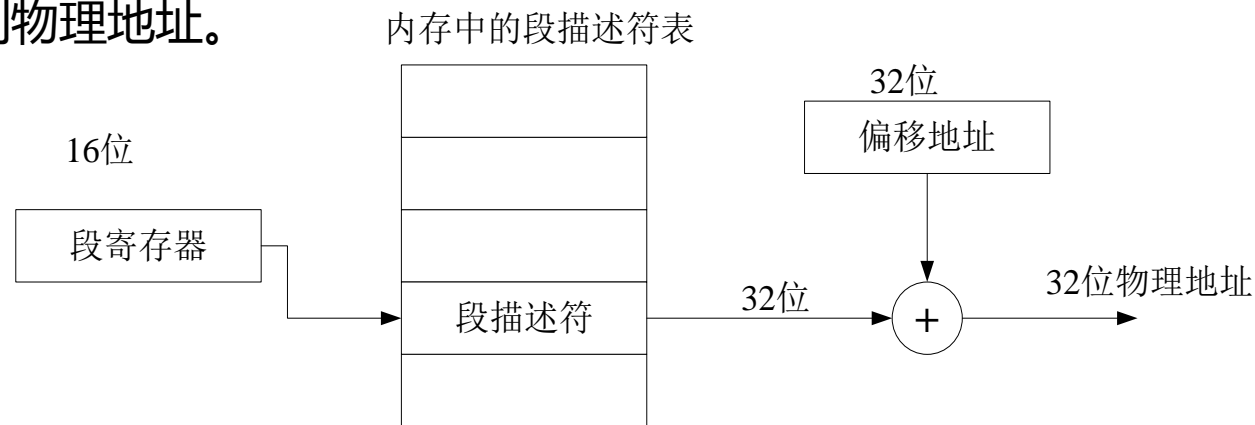 物理地址。
内存中的段描述符表
32位
偏移地址
16位
段寄存器
段描述符
32位
+
32位物理地址